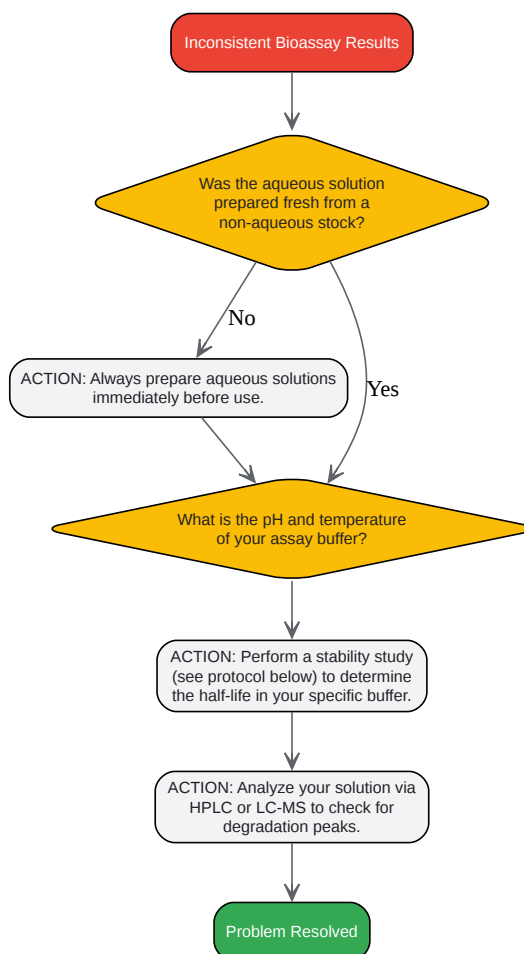 Inconsistent Bioassay Results
Was the aqueous solution
prepared fresh from a
non-aqueous stock?
No
Yes
ACTION: Always prepare aqueous solutions
immediately before use.
What is the pH and temperature
of your assay buffer?
ACTION: Perform a stability study
(see protocol below) to determine
the half-life in your specific buffer.
ACTION: Analyze your solution via
HPLC or LC-MS to check for
degradation peaks.
Problem Resolved